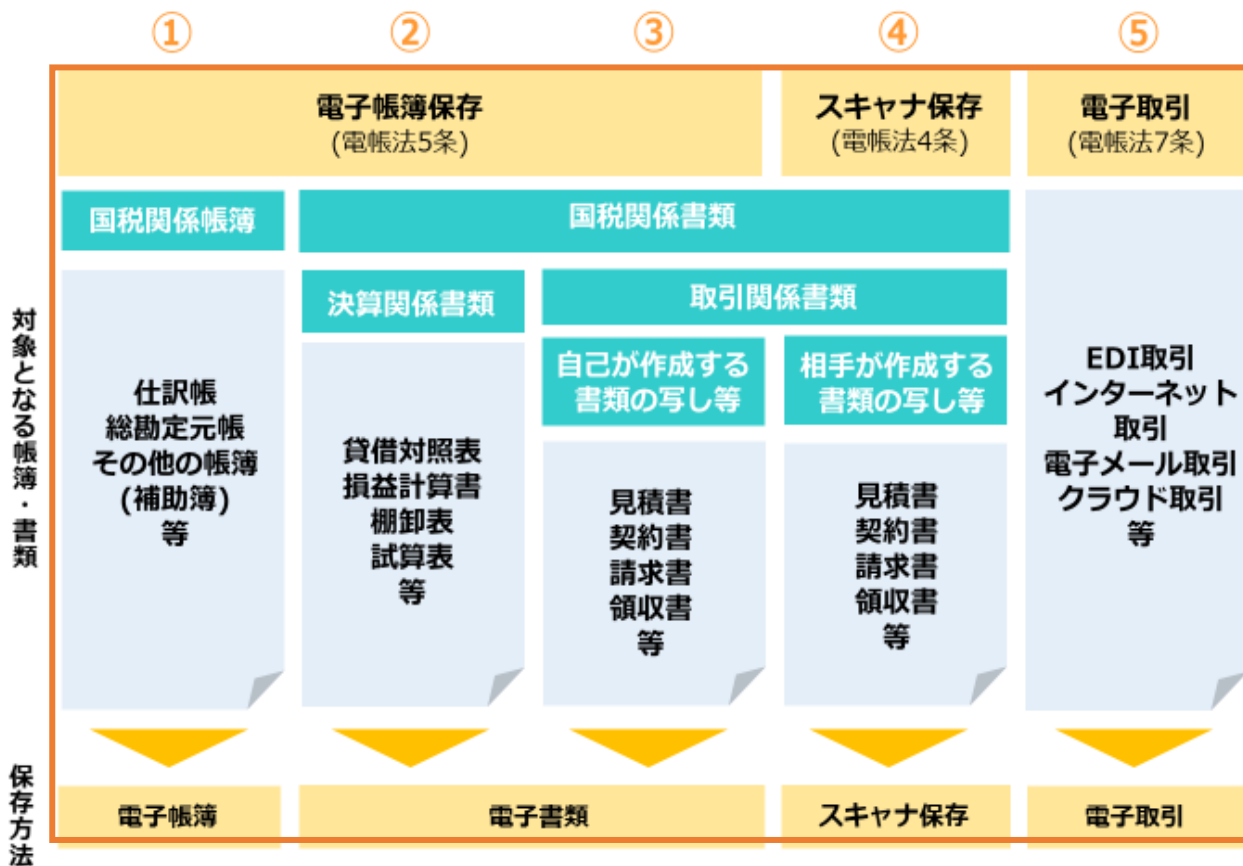 ①
②
③
④
⑤
電子帳簿保存
(電帳法5条)
スキャナ保存
(電帳法4条)
電子取引
(電帳法7条)
対象となる帳簿・書類
国税関係帳簿
国税関係書類
決算関係書類
取引関係書類
自己が作成する
書類の写し等
相手が作成する
書類の写し等
仕訳帳
総勘定元帳
その他の帳簿
(補助簿)
等
貸借対照表
損益計算書
棚卸表
試算表
等
見積書
契約書
請求書
領収書
等
見積書
契約書
請求書
領収書
等
EDI取引
インターネット
取引
電子メール取引
クラウド取引
等
保存方法
電子帳簿
電子書類
スキャナ保存
電子取引